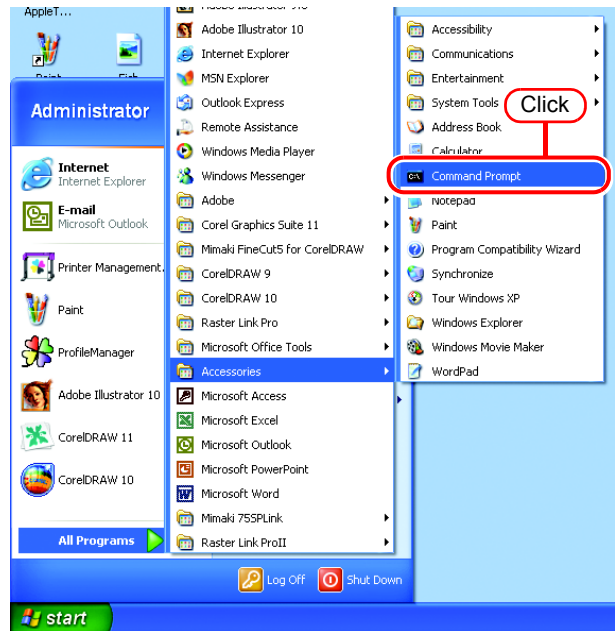 AppleT...
Paint
Fish
Administrator
Internet
Internet Explorer
E-mail
Microsoft Outlook
Printer Management.
Paint
ProfileManager
Adobe Illustrator 10
CorelDRAW 11
CorelDRAW 10
All Programs
Adobe Illustrator 10
Internet Explorer
MSN Explorer
Outlook Express
Remote Assistance
Windows Media Player
Windows Messenger
Adobe
Corel Graphics Suite 11
Mimaki FineCut5 for CorelDRAW
CorelDRAW 9
CorelDRAW 10
Raster Link Pro
Microsoft Office Tools
Accessories
Microsoft Access
Microsoft Excel
Microsoft Outlook
Microsoft PowerPoint
Microsoft Word
Mimaki 75SPLink
Raster Link ProII
Accessibility
Communications
Entertainment
System Tools
Click
Address Book
Calculator
Command Prompt
Notepad
Paint
Program Compatibility Wizard
Synchronize
Tour Windows XP
Windows Explorer
Windows Movie Maker
WordPad
Log Off
Shut Down
start